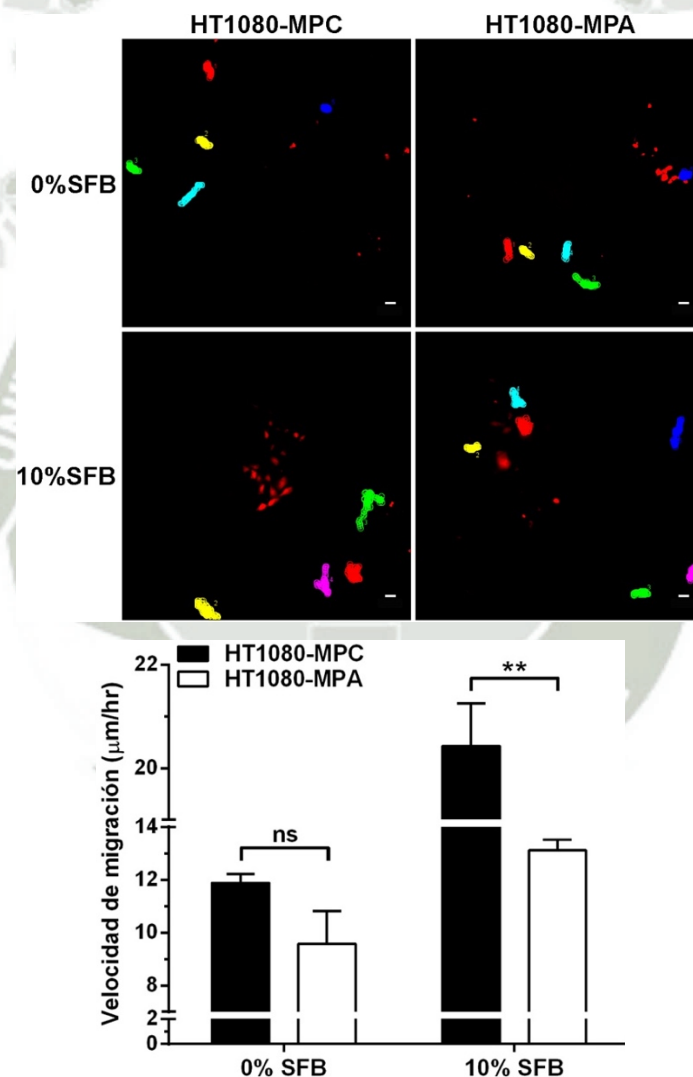 HT1080-MPC HT1080-MPA
0%SFB
10%SFB
HT1080-MPC
HT1080-MPA
Velocidad de migración (μm/hr)
22
20
14
12
10
8
2
0
ns
**
0% SFB 10% SFB